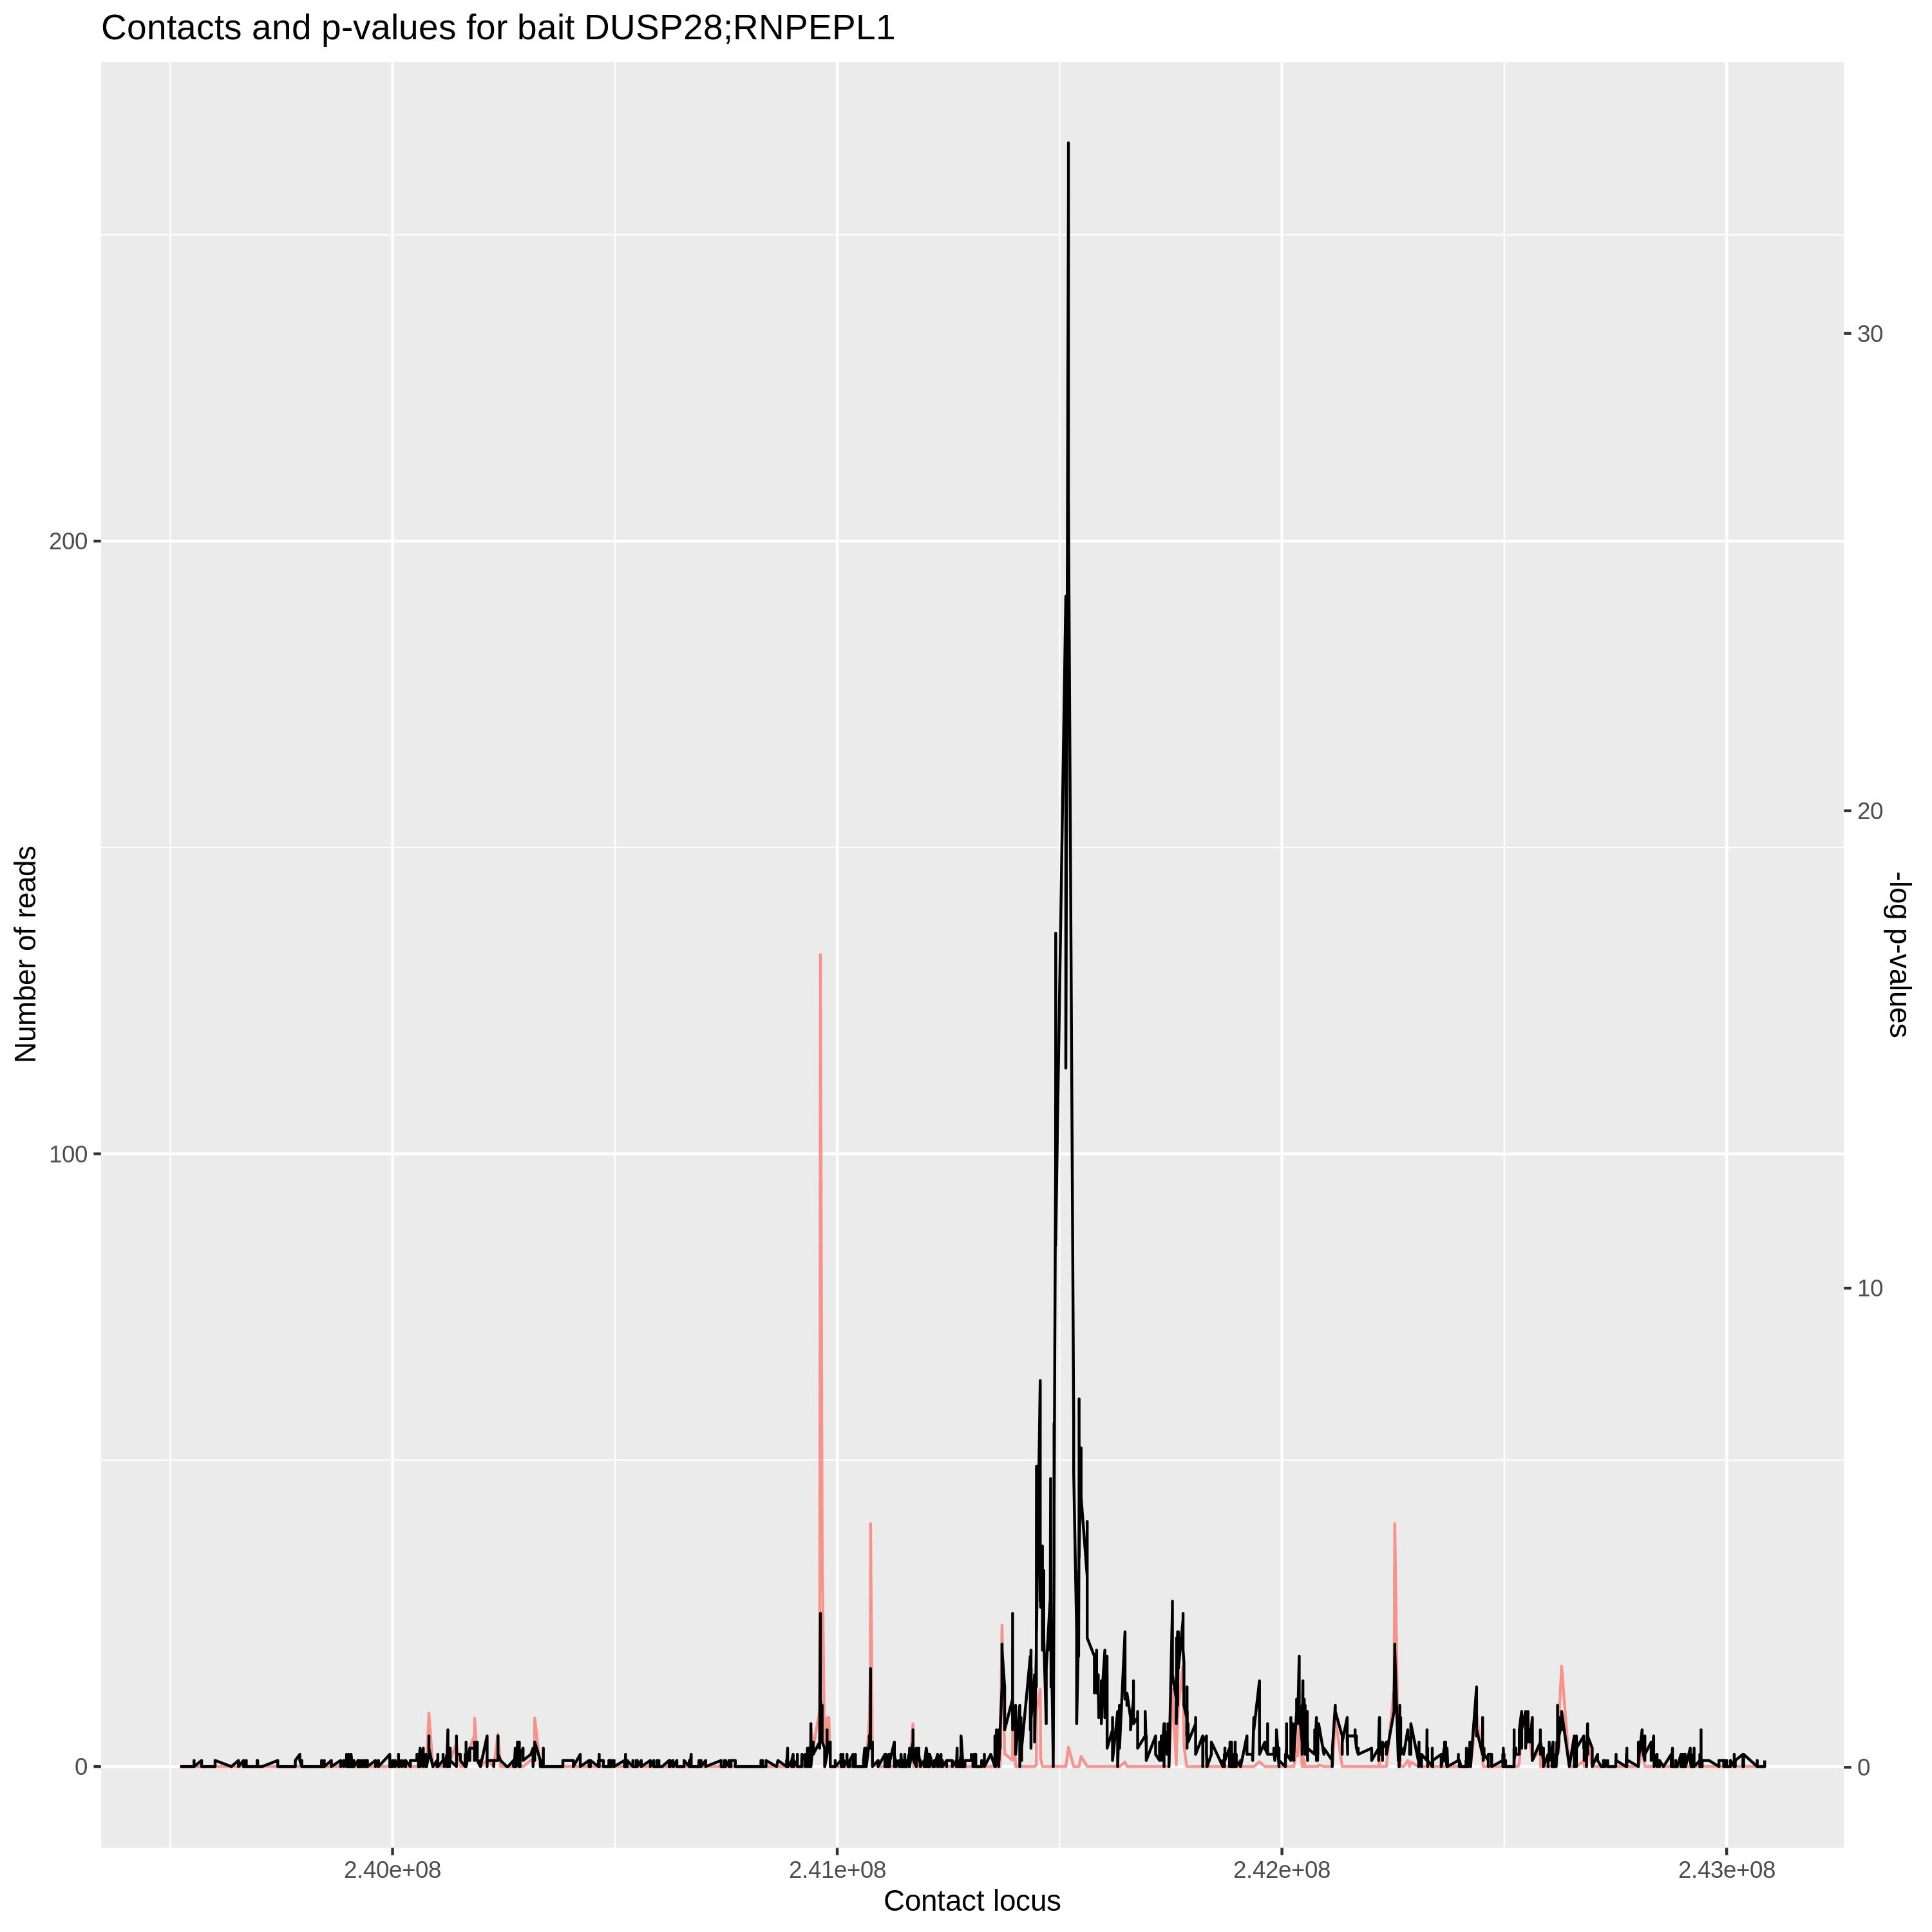 Contacts and p-values for bait DUSP28;RNPEPL1
Number of reads
200
100
0
30
20
10
0
-log p-values
2.40e+08 2.41e+08 2.42e+08 2.43e+08
Contact locus